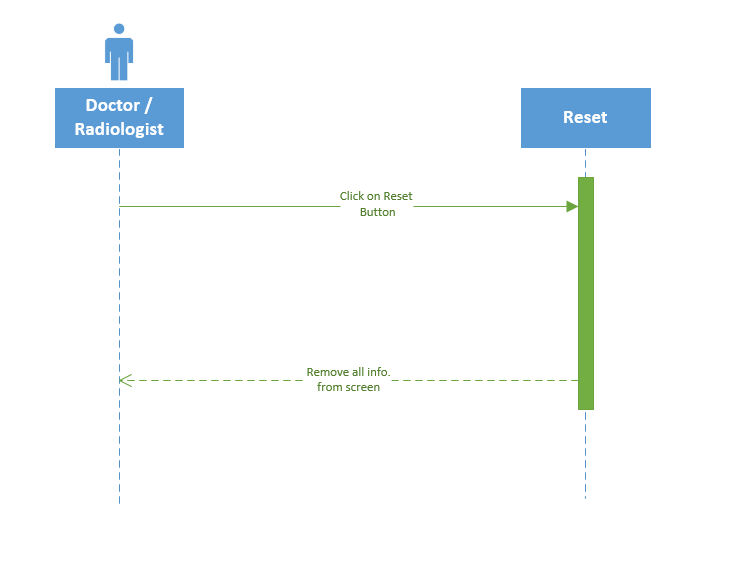 Doctor /
Radiologist
Reset
Click on Reset
Button
Remove all info.
from screen